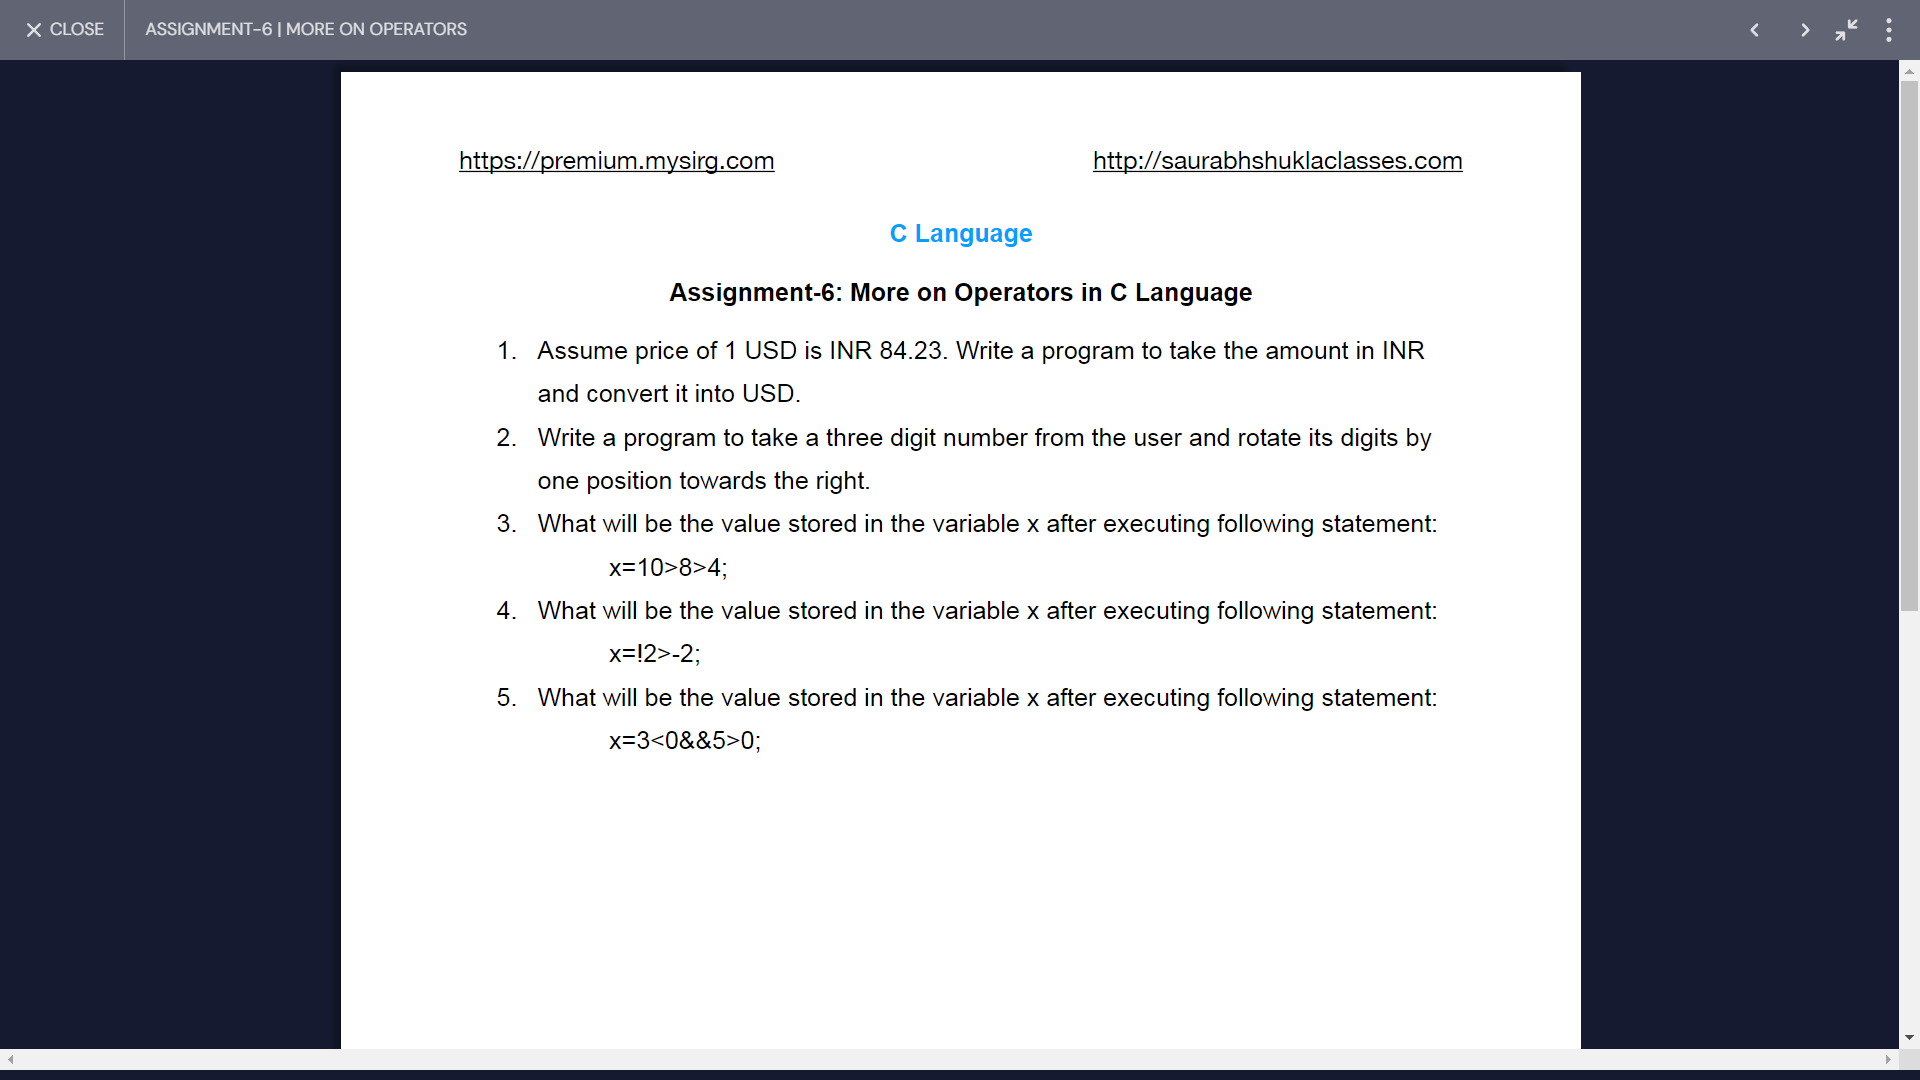 CLOSE
ASSIGNMENT-6 | MORE ON OPERATORS
https://premium.mysirg.com
http://saurabhshuklaclasses.com
C Language
Assignment-6: More on Operators in C Language
1. Assume price of 1 USD is INR 84.23. Write a program to take the amount in INR
and convert it into USD.
2. Write a program to take a three digit number from the user and rotate its digits by
one position towards the right.
3. What will be the value stored in the variable x after executing following statement:
x=10>8>4;
4. What will be the value stored in the variable x after executing following statement:
x=!2>-2;
5. What will be the value stored in the variable x after executing following statement:
x=3<0&&5>0;